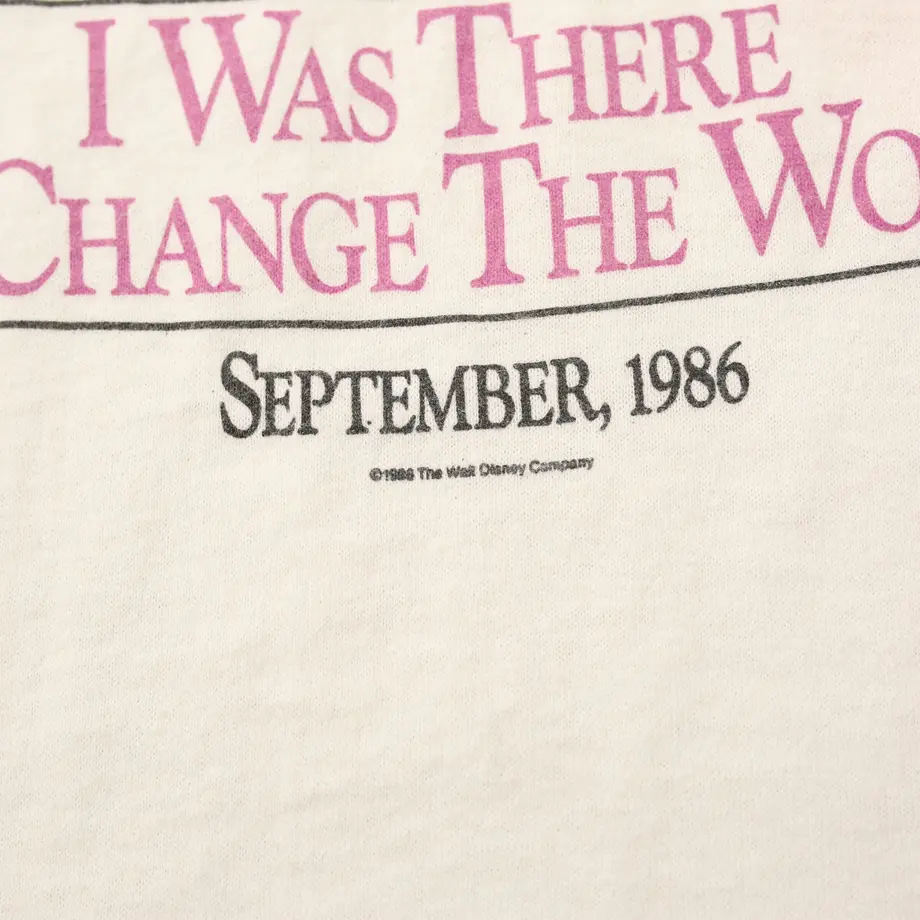 I WAS THERE
CHANGE THE WO
SEPTEMBER, 1986
©1986 The Walt Disney Company